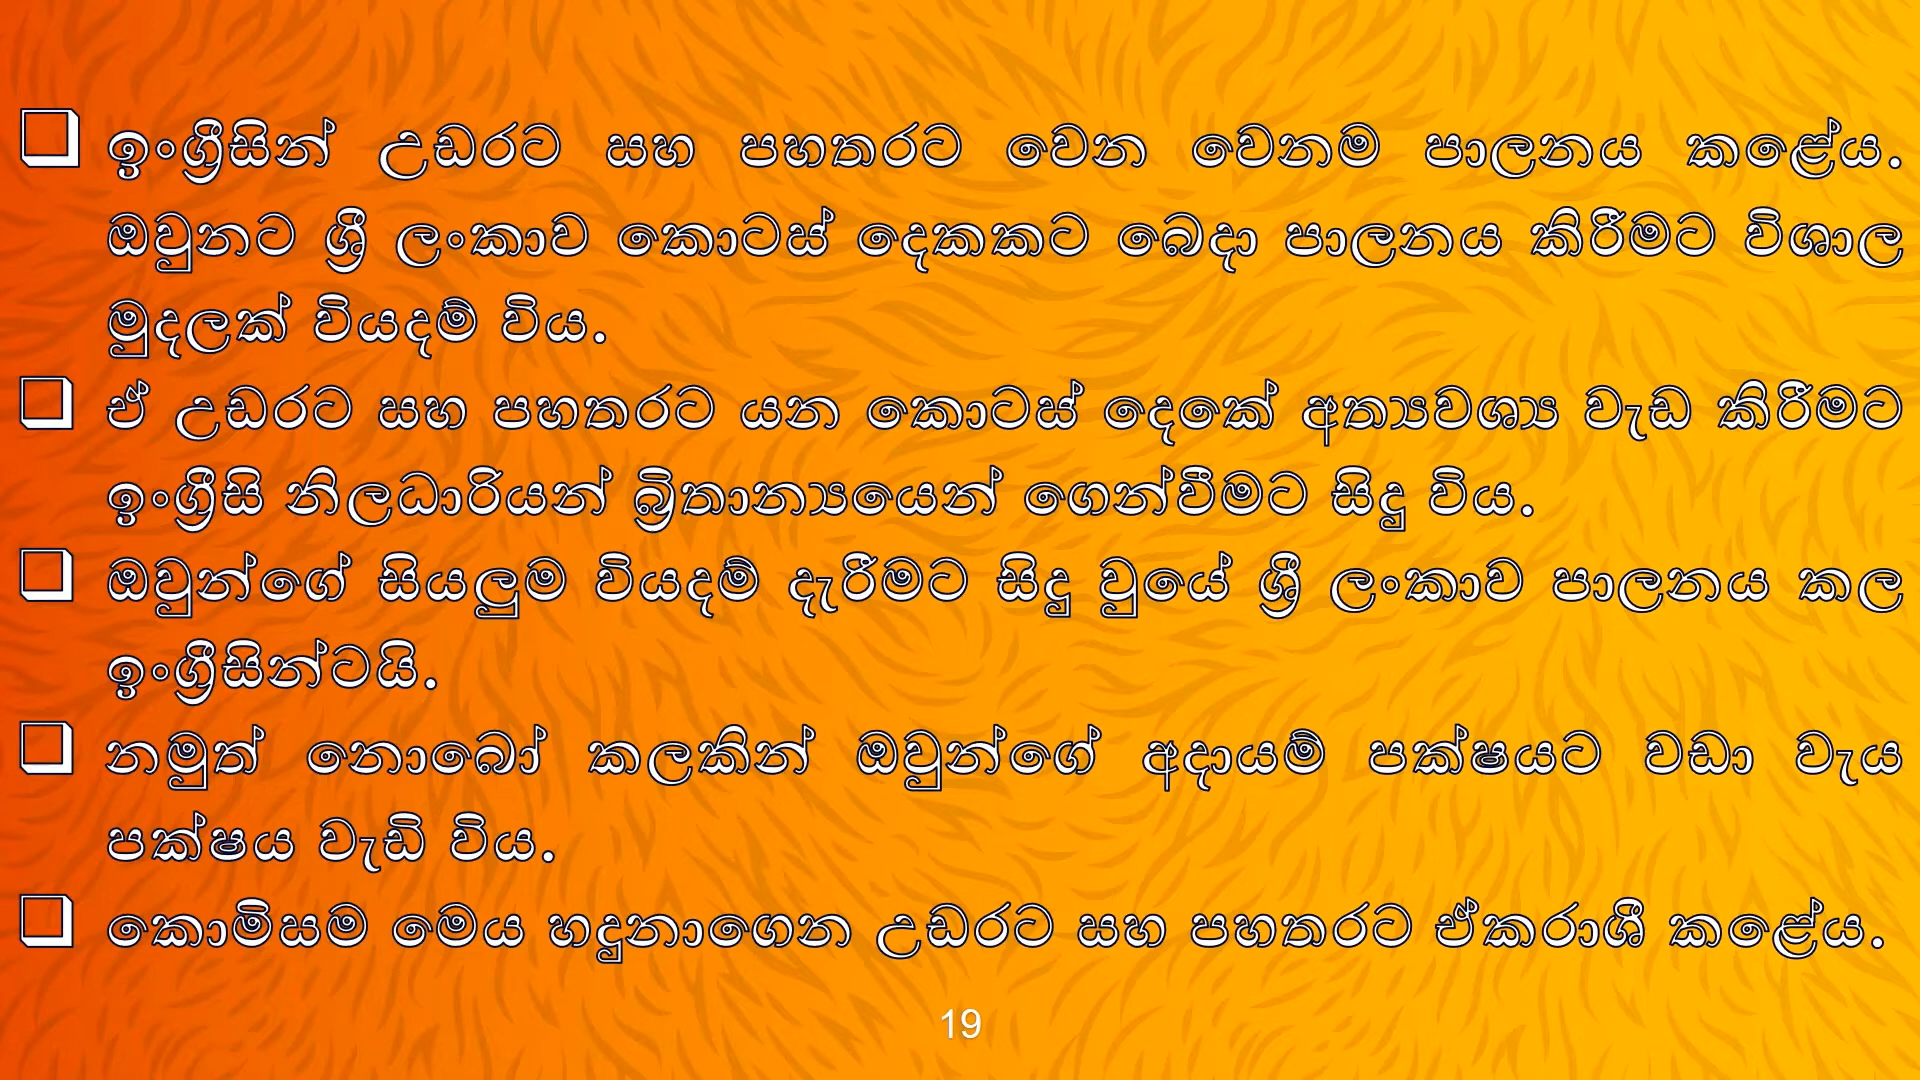 ❑ ඉංග්‍රීසින් උඩරට සහ පහතරට වෙන වෙනම පාලනය කළේය.
ඔවුනට ශ්‍රී ලංකාව කොටස් දෙකකට බෙදා පාලනය කිරීමට විශාල
මුදලක් වියදම් විය.
❑ ඒ උඩරට සහ පහතරට යන කොටස් දෙකේ අත්‍යවශ්‍ය වැඩ කිරීමට
ඉංග්‍රීසි නිලධාරියන් බ්‍රිතාන්‍යයෙන් ගෙන්වීමට සිදු විය.
❑ ඔවුන්ගේ සියලුම වියදම් දැරීමට සිදු වුයේ ශ්‍රී ලංකාව පාලනය කල
ඉංග්‍රීසින්ටයි.
❑ නමුත් නොබෝ කලකින් ඔවුන්ගේ අදායම් පක්ෂයට වඩා වැය
පක්ෂය වැඩි විය.
❑ කොමිසම මෙය හදුනාගෙන උඩරට සහ පහතරට ඒකරාශී කළේය.
19